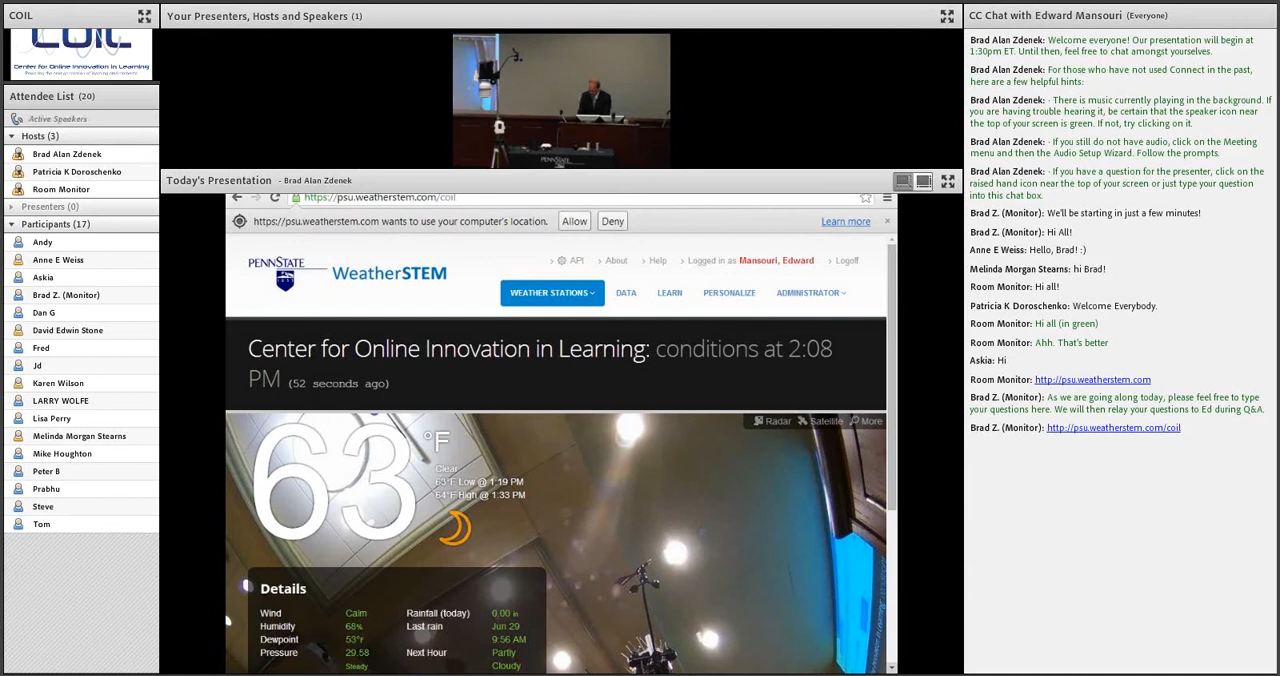 COIL
COIL
Center for Online Innovation in Learning
Attendee List (20)
Active Speakers
Hosts (3)
Brad Alan Zdenek
Patricia K Doroschenko
Room Monitor
Presenters (0)
Participants (17)
Andy
Anne E Weiss
Askia
Brad Z. (Monitor)
Dan G
David Edwin Stone
Fred
Jd
Karen Wilson
LARRY WOLFE
Lisa Perry
Melinda Morgan Stearns
Mike Houghton
Peter B
Prabhu
Steve
Tom
Your Presenters, Hosts and Speakers (1)
PENNSTATE
Today's Presentation - Brad Alan Zdenek
https://psu.weatherstem.com/coil
https://psu.weatherstem.com wants to use your computer's location. Allow Deny Learn more ×
PENNSTATE WeatherSTEM
API About Help Logged in as Mansouri, Edward Logoff
WEATHER STATIONS DATA LEARN PERSONALIZE ADMINISTRATOR
Center for Online Innovation in Learning: conditions at 2:08
PM (52 seconds ago)
Radar Satellite More
63 °F
Clear
63°F Low @ 1:19 PM
64°F High @ 1:33 PM
Details
Wind Calm Rainfall (today) 0.00 in
Humidity 68% Last rain Jun 29
Dewpoint 53°F 9:56 AM
Pressure 29.58 Next Hour Partly
Steady Cloudy
CC Chat with Edward Mansouri (Everyone)
Brad Alan Zdenek: Welcome everyone! Our presentation will begin at
1:30pm ET. Until then, feel free to chat amongst yourselves.
Brad Alan Zdenek: For those who have not used Connect in the past,
here are a few helpful hints:
Brad Alan Zdenek: - There is music currently playing in the background. If
you are having trouble hearing it, be certain that the speaker icon near
the top of your screen is green. If not, try clicking on it.
Brad Alan Zdenek: - If you still do not have audio, click on the Meeting
menu and then the Audio Setup Wizard. Follow the prompts.
Brad Alan Zdenek: - If you have a question for the presenter, click on the
raised hand icon near the top of your screen or just type your question
into this chat box.
Brad Z. (Monitor): We'll be starting in just a few minutes!
Brad Z. (Monitor): Hi All!
Anne E Weiss: Hello, Brad! :)
Melinda Morgan Stearns: hi Brad!
Room Monitor: Hi all!
Patricia K Doroschenko: Welcome Everybody.
Room Monitor: Hi all (in green)
Room Monitor: Ahh. That's better
Askia: Hi
Room Monitor: http://psu.weatherstem.com
Brad Z. (Monitor): As we are going along today, please feel free to type
your questions here. We will then relay your questions to Ed during Q&A.
Brad Z. (Monitor): http://psu.weatherstem.com/coil